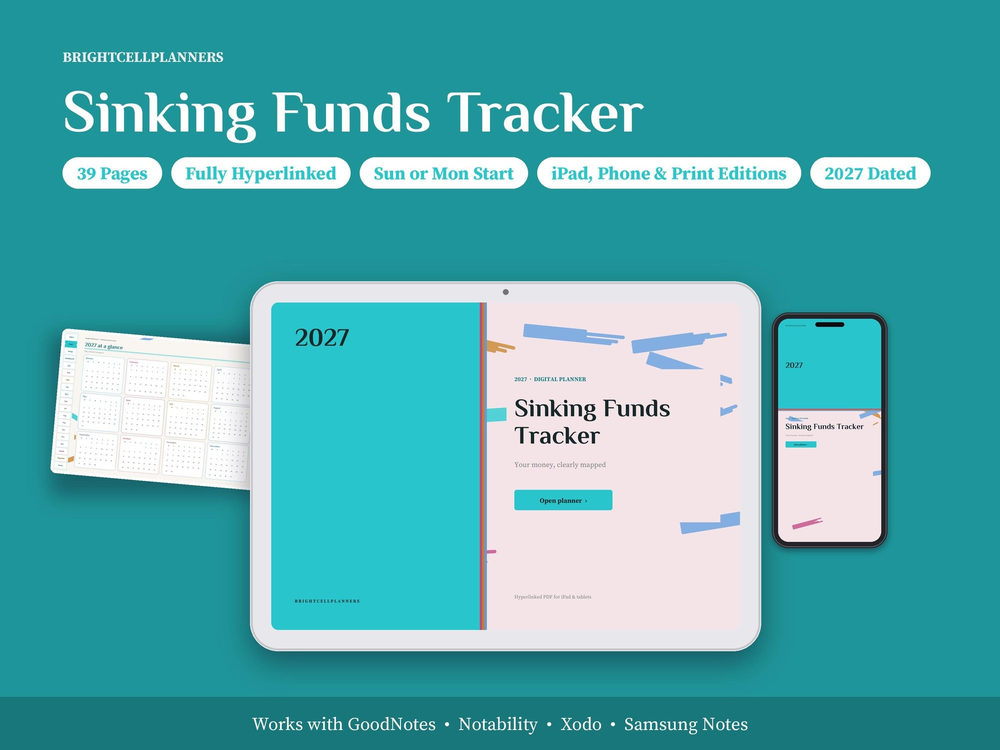 BRIGHTCELLPLANNERS
Sinking Funds Tracker
39 Pages
Fully Hyperlinked
Sun or Mon Start
iPad, Phone & Print Editions
2027 Dated
2027 at a glance
2027
2027 • DIGITAL PLANNER
Sinking Funds
Tracker
Your money, clearly mapped
Open planner ›
BRIGHTCELLPLANNERS
Hyperlinked PDF for iPad & tablets
2027
Sinking Funds Tracker
Works with GoodNotes • Notability • Xodo • Samsung Notes